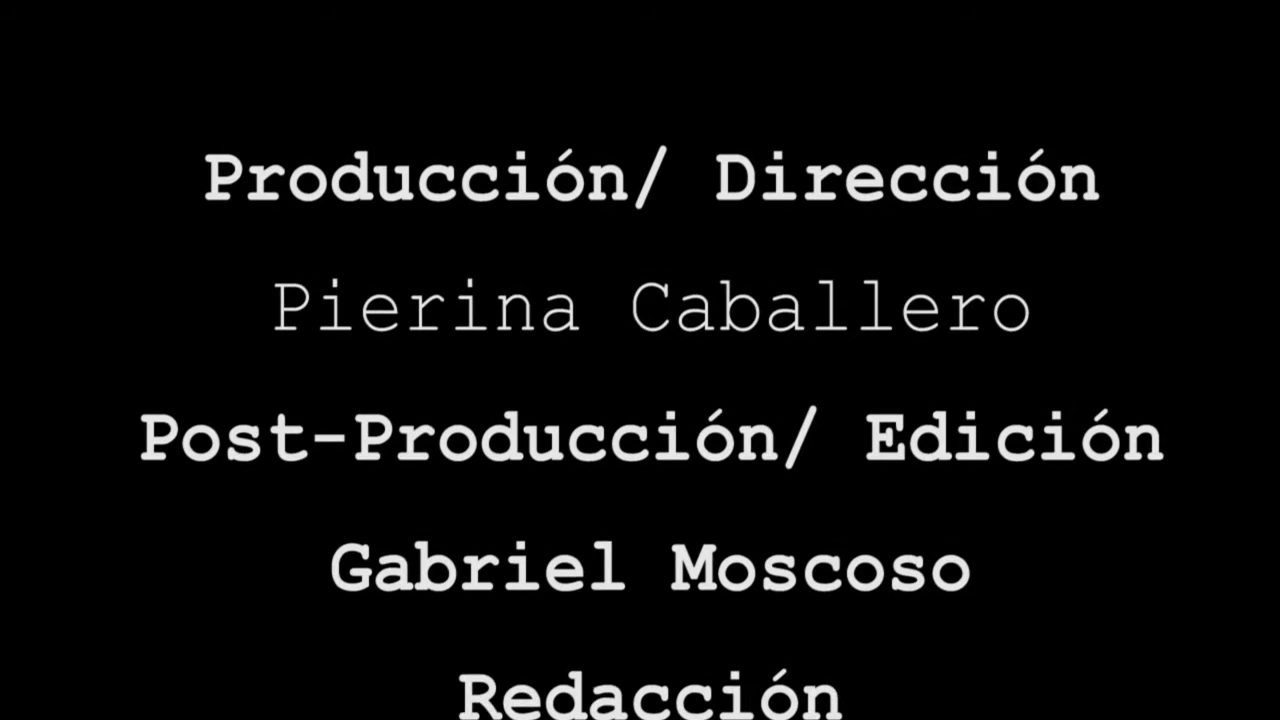 Producción/ Dirección
Pierina Caballero
Post-Producción/ Edición
Gabriel Moscoso
Redacción